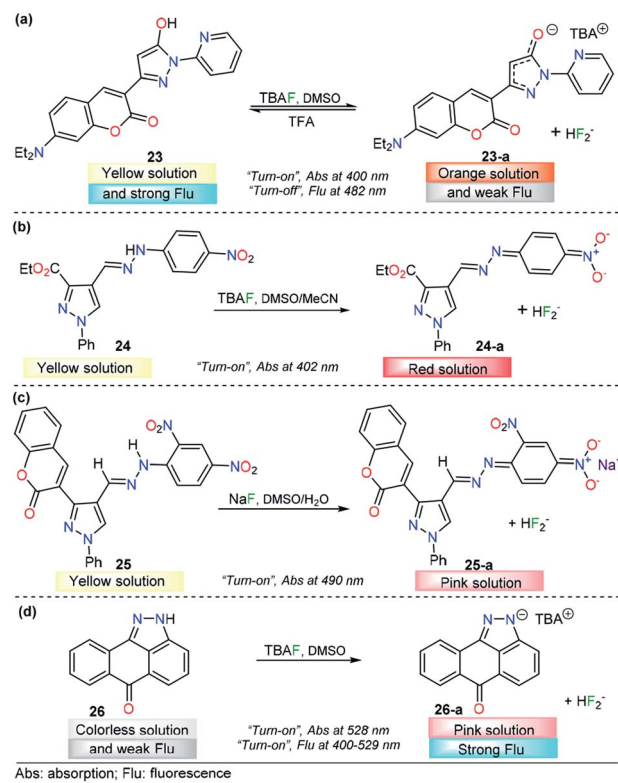 (a)
OH
N
N
N
O
O
Et2N
23
TBAF, DMSO
TFA
O⊖ TBA⊕
N
N
N
O
O
Et2N
+ HF2-
23-a
Yellow solution
and strong Flu
"Turn-on", Abs at 400 nm
"Turn-off", Flu at 482 nm
Orange solution
and weak Flu
(b)
H
N
N
NO2
EtO2C
N
N
Ph
24
TBAF, DMSO/MeCN
N
N
N+
O-
O-
EtO2C
N
N
Ph
24-a
+ HF2-
Yellow solution
"Turn-on", Abs at 402 nm
Red solution
(c)
O2N
H
H
N
N
NO2
O
O
N
N
Ph
25
NaF, DMSO/H2O
O2N
H
N
N
N+
O-
O-
Na+
O
O
N
N
Ph
25-a
+ HF2-
Yellow solution
"Turn-on", Abs at 490 nm
Pink solution
(d)
N
NH
O
26
TBAF, DMSO
N
N⊖ TBA⊕
O
26-a
+ HF2-
Colorless solution
and weak Flu
"Turn-on", Abs at 528 nm
"Turn-on", Flu at 400-529 nm
Pink solution
Strong Flu
Abs: absorption; Flu: fluorescence